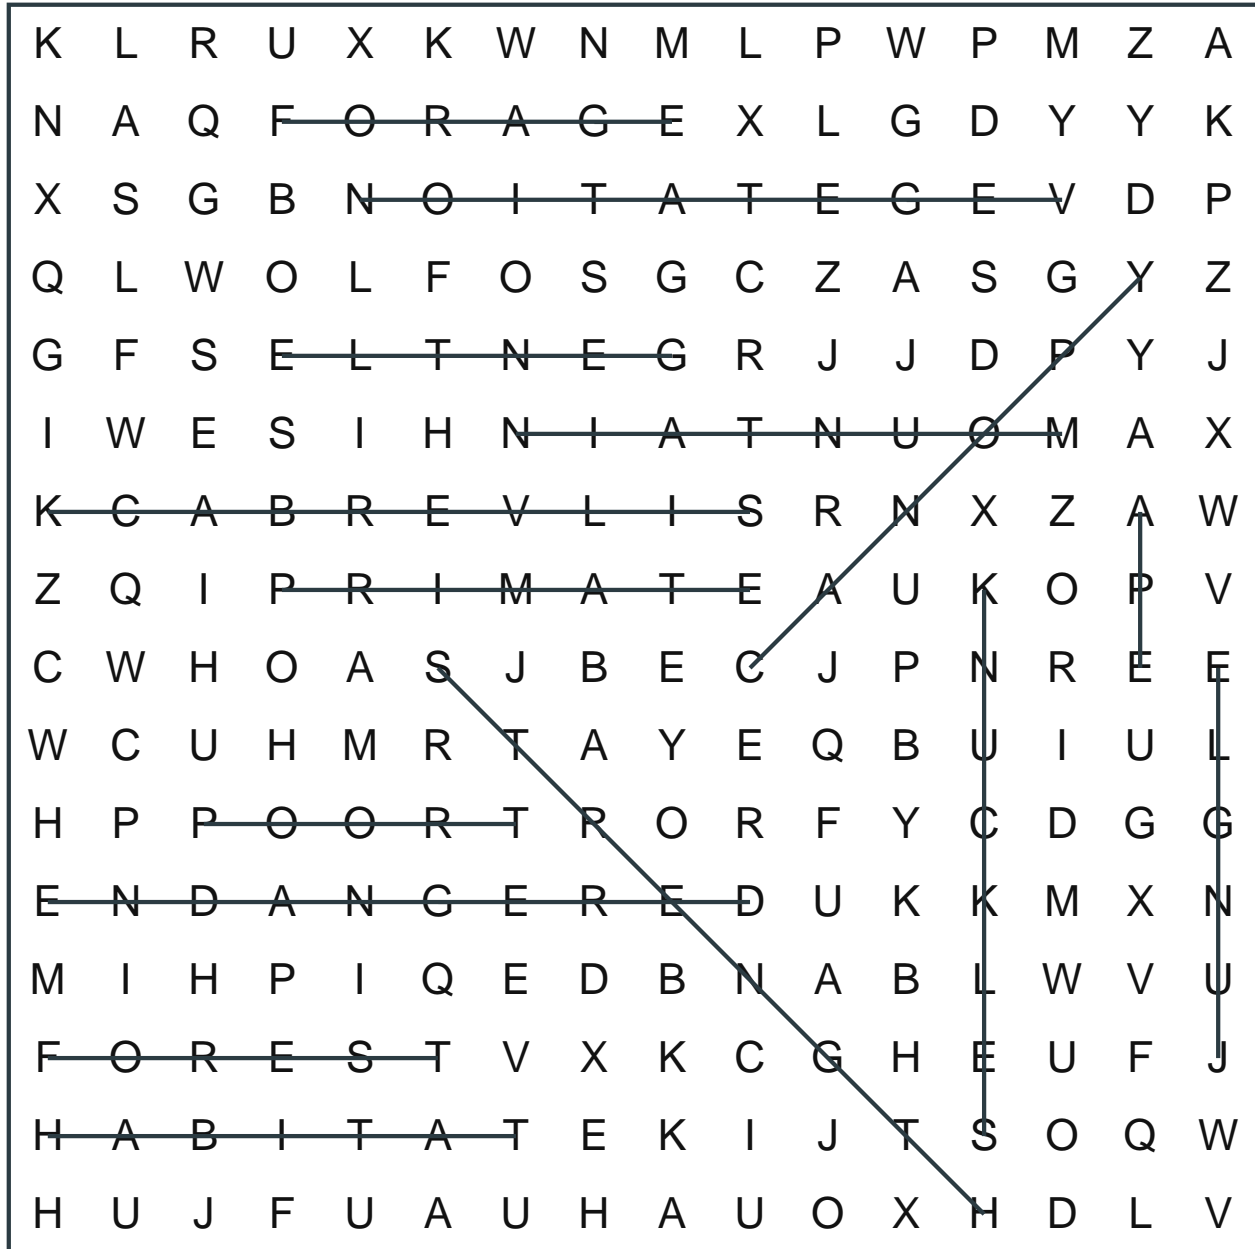 K L R U X K W N M L P W P M Z A
N A Q F O R A G E X L G D Y Y K
X S G B N O I T A T E G E V D P
Q L W O L F O S G C Z A S G Y Z
G F S E L T N E G R J J D P Y J
I W E S I H N I A T N U O M A X
K C A B R E V L I S R N X Z A W
Z Q I P R I M A T E A U K O P V
C W H O A S J B E C J P N R E E
W C U H M R T A Y E Q B U I U L
H P P O O R T R O R F Y C D G G
E N D A N G E R E D U K K M X N
M I H P I Q E D B N A B L W V U
F O R E S T V X K C G H E U F J
H A B I T A T E K I J T S O Q W
H U J F U A U H A U O X H D L V